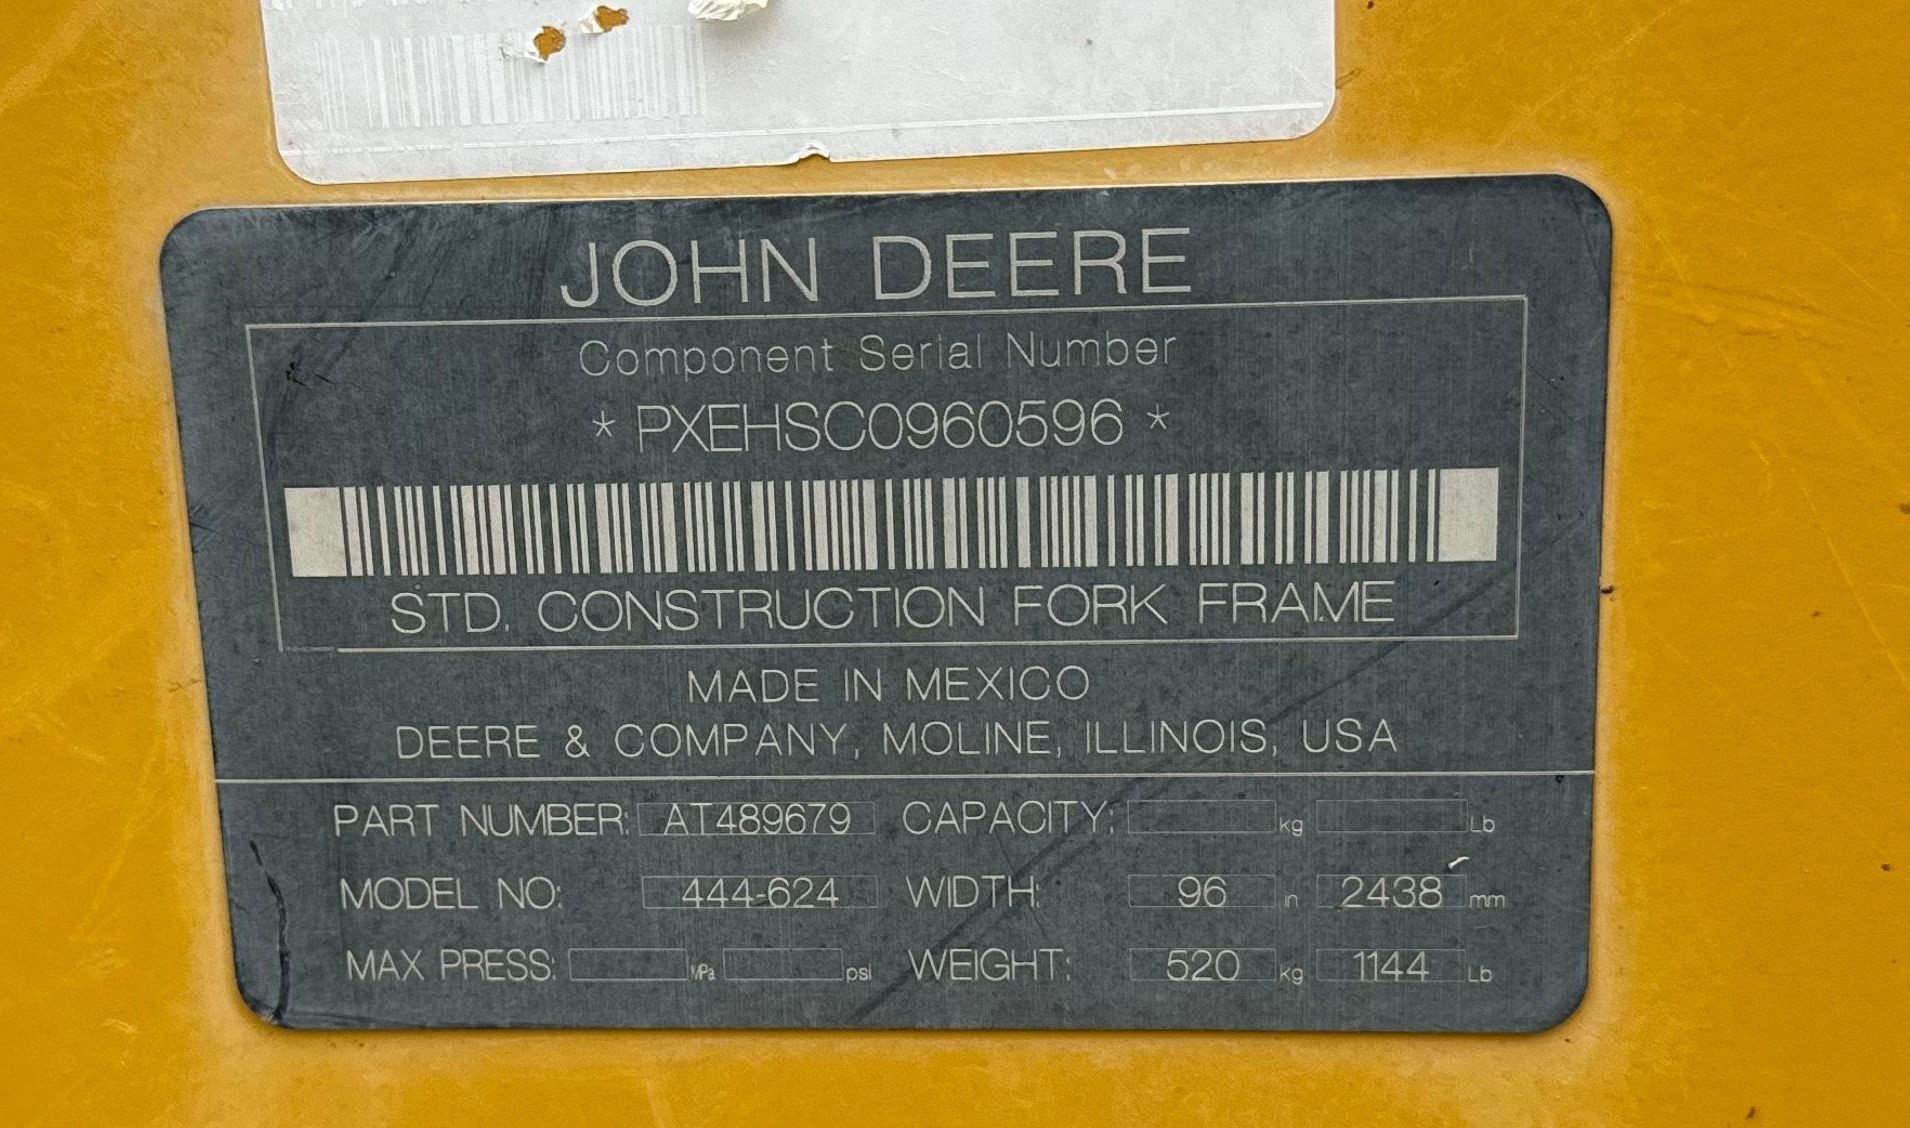 JOHN DEERE
Component Serial Number
* PXEHSC0960596 *
STD. CONSTRUCTION FORK FRAME
MADE IN MEXICO
DEERE & COMPANY, MOLINE, ILLINOIS, USA
PART NUMBER: AT489679 CAPACITY: kg Lb
MODEL NO: 444-624 WIDTH: 96 in 2438 mm
MAX PRESS: MPa psi WEIGHT: 520 kg 1144 Lb